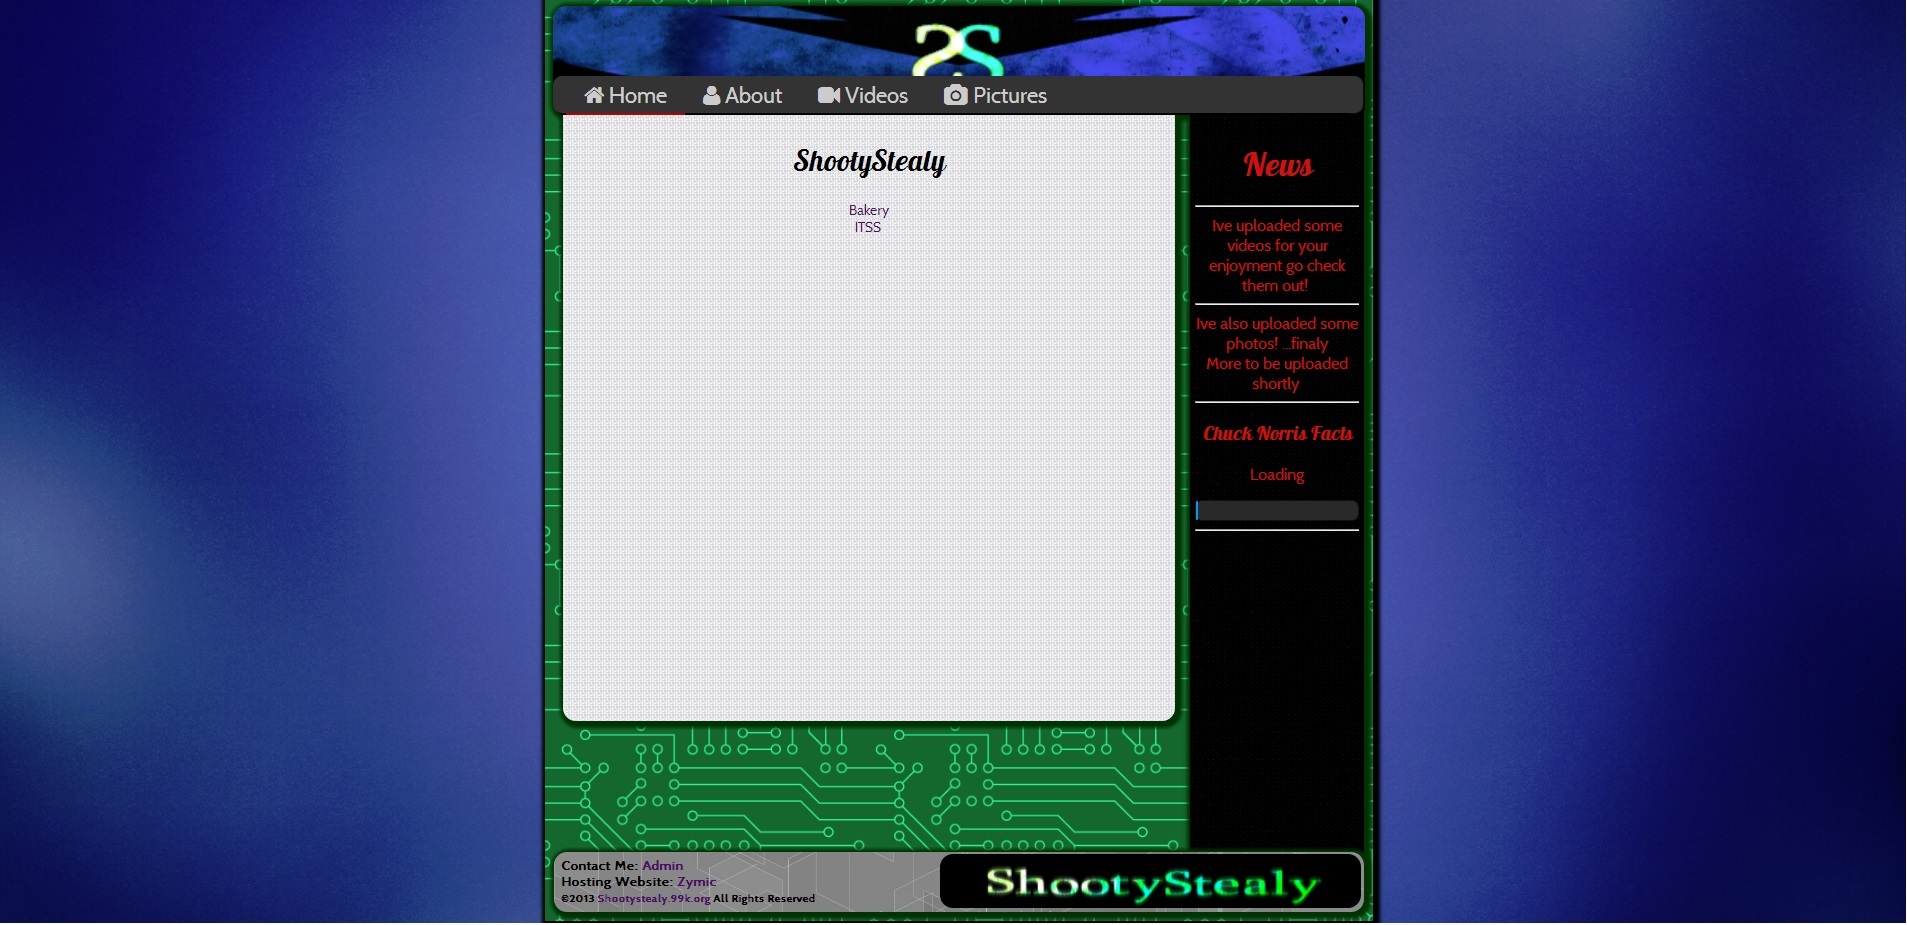 Home About Videos Pictures
ShootyStealy
Bakery
ITSS
News
Ive uploaded some
videos for your
enjoyment go check
them out!
Ive also uploaded some
photos! ...finaly
More to be uploaded
shortly
Chuck Norris Facts
Loading
Contact Me: Admin
Hosting Website: Zymic
©2013 Shootystealy.99k.org All Rights Reserved
ShootyStealy